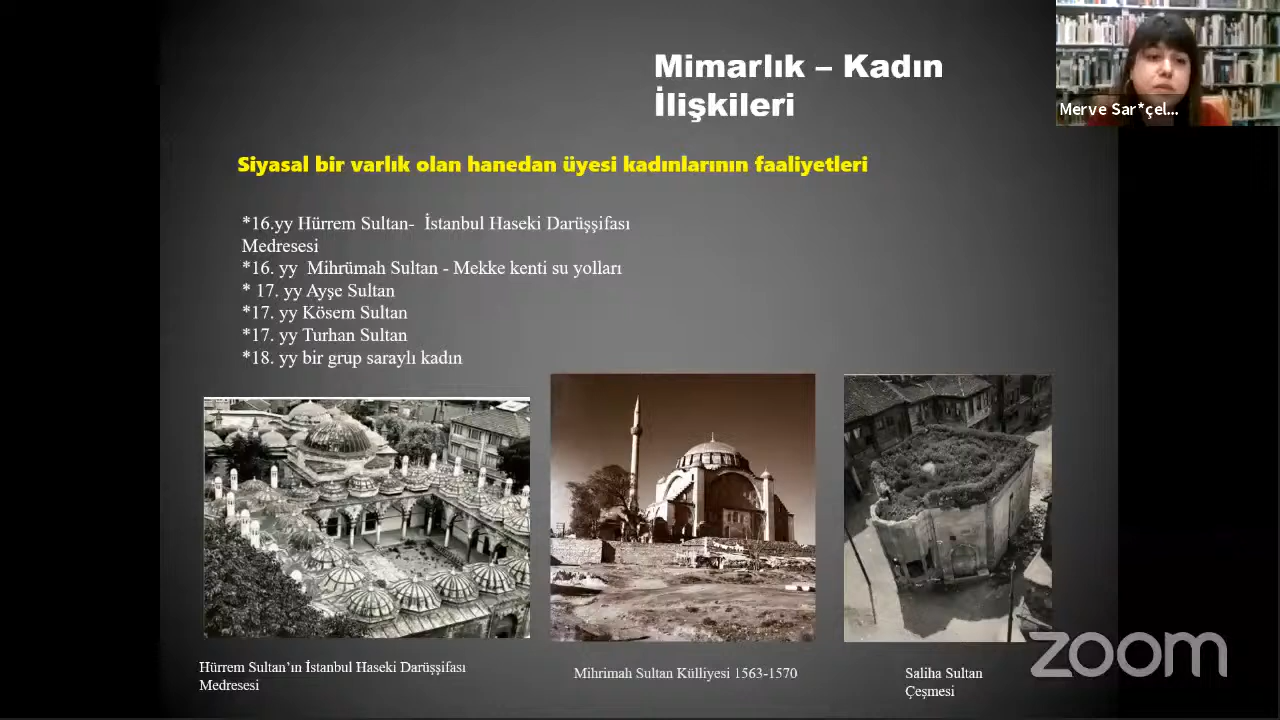 Mimarlık – Kadın
İlişkileri
Merve Sar*çel...
Siyasal bir varlık olan hanedan üyesi kadınlarının faaliyetleri
*16.yy Hürrem Sultan- İstanbul Haseki Darüşşifası
Medresesi
*16. yy Mihrümah Sultan - Mekke kenti su yolları
* 17. yy Ayşe Sultan
*17. yy Kösem Sultan
*17. yy Turhan Sultan
*18. yy bir grup saraylı kadın
Hürrem Sultan’ın İstanbul Haseki Darüşşifası
Medresesi
Mihrimah Sultan Külliyesi 1563-1570
Saliha Sultan
Çeşmesi
zoom